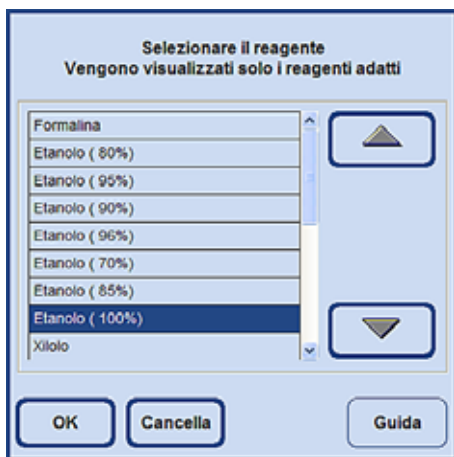 Selezionare il reagente
Vengono visualizzati solo i reagenti adatti
Formalina
Etanolo ( 80%)
Etanolo ( 95%)
Etanolo ( 90%)
Etanolo ( 96%)
Etanolo ( 70%)
Etanolo ( 85%)
Etanolo ( 100%)
Xilolo
OK
Cancella
Guida